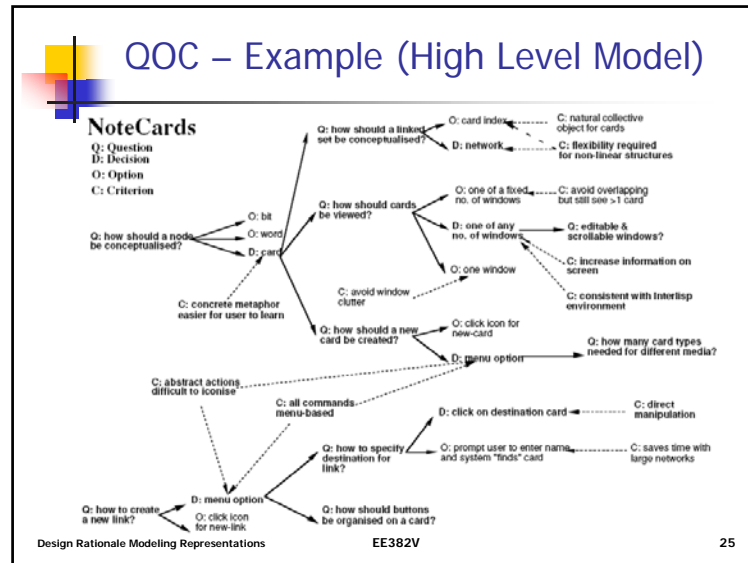 QOC – Example (High Level Model)
NoteCards
Q: Question
D: Decision
O: Option
C: Criterion
Q: how should a linked
set be conceptualised?
O: card index
D: network
C: natural collective
object for cards
C: flexibility required
for non-linear structures
Q: how should a node
be conceptualised?
O: bit
O: word
D: card
Q: how should cards
be viewed?
O: one of a fixed
no. of windows
C: avoid overlapping
but still see >1 card
D: one of any
no. of windows
Q: editable &
scrollable windows?
C: increase information on
screen
O: one window
C: avoid window
clutter
C: consistent with Interlisp
environment
C: concrete metaphor
easier for user to learn
Q: how should a new
card be created?
O: click icon for
new-card
D: menu option
Q: how many card types
needed for different media?
C: abstract actions
difficult to iconise
C: all commands
menu-based
D: click on destination card
C: direct
manipulation
Q: how to specify
destination for
link?
O: prompt user to enter name
and system "finds" card
C: saves time with
large networks
D: menu option
Q: how to create
a new link?
O: click icon
for new-link
Q: how should buttons
be organised on a card?
Design Rationale Modeling Representations
EE382V
25